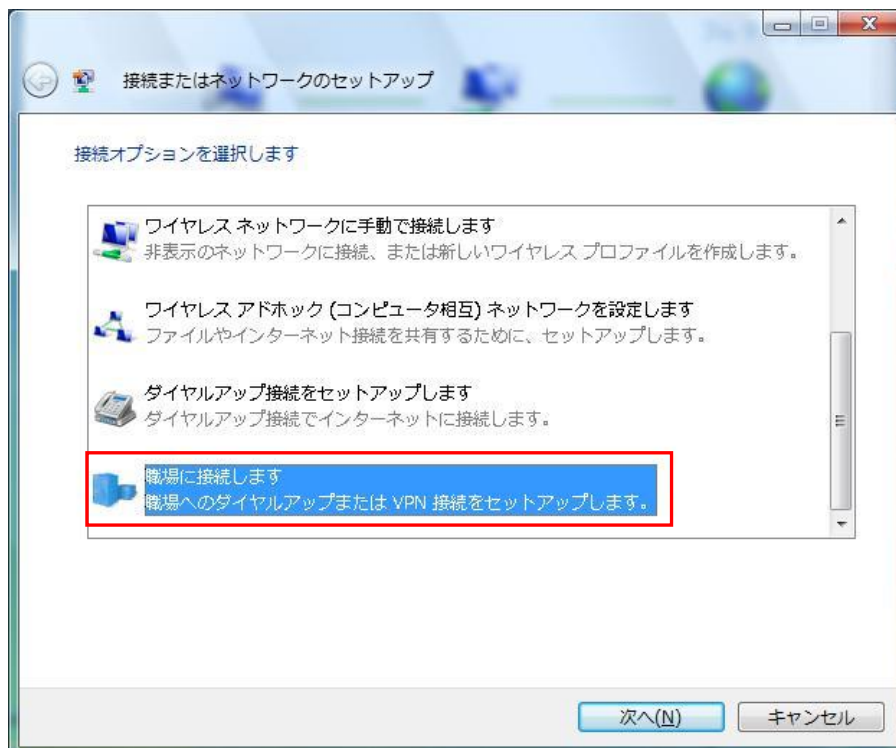 接続またはネットワークのセットアップ
接続オプションを選択します
ワイヤレス ネットワークに手動で接続します
非表示のネットワークに接続、または新しいワイヤレス プロファイルを作成します。
ワイヤレス アドホック (コンピュータ相互) ネットワークを設定します
ファイルやインターネット接続を共有するために、セットアップします。
ダイヤルアップ接続をセットアップします
ダイヤルアップ接続でインターネットに接続します。
職場に接続します
職場へのダイヤルアップまたは VPN 接続をセットアップします。
次へ(N)
キャンセル